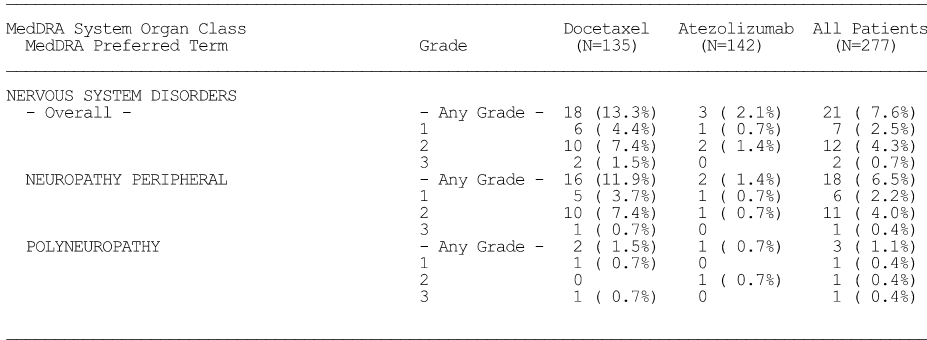 MedDRA System Organ Class Docetaxel Atezolizumab All Patients
MedDRA Preferred Term Grade (N=135) (N=142) (N=277)
NERVOUS SYSTEM DISORDERS
- Overall - - Any Grade - 18 (13.3%) 3 ( 2.1%) 21 ( 7.6%)
1 6 ( 4.4%) 1 ( 0.7%) 7 ( 2.5%)
2 10 ( 7.4%) 2 ( 1.4%) 12 ( 4.3%)
3 2 ( 1.5%) 0 2 ( 0.7%)
NEUROPATHY PERIPHERAL - Any Grade - 16 (11.9%) 2 ( 1.4%) 18 ( 6.5%)
1 5 ( 3.7%) 1 ( 0.7%) 6 ( 2.2%)
2 10 ( 7.4%) 1 ( 0.7%) 11 ( 4.0%)
3 1 ( 0.7%) 0 1 ( 0.4%)
POLYNEUROPATHY - Any Grade - 2 ( 1.5%) 1 ( 0.7%) 3 ( 1.1%)
1 1 ( 0.7%) 0 1 ( 0.4%)
2 0 1 ( 0.7%) 1 ( 0.4%)
3 1 ( 0.7%) 0 1 ( 0.4%)